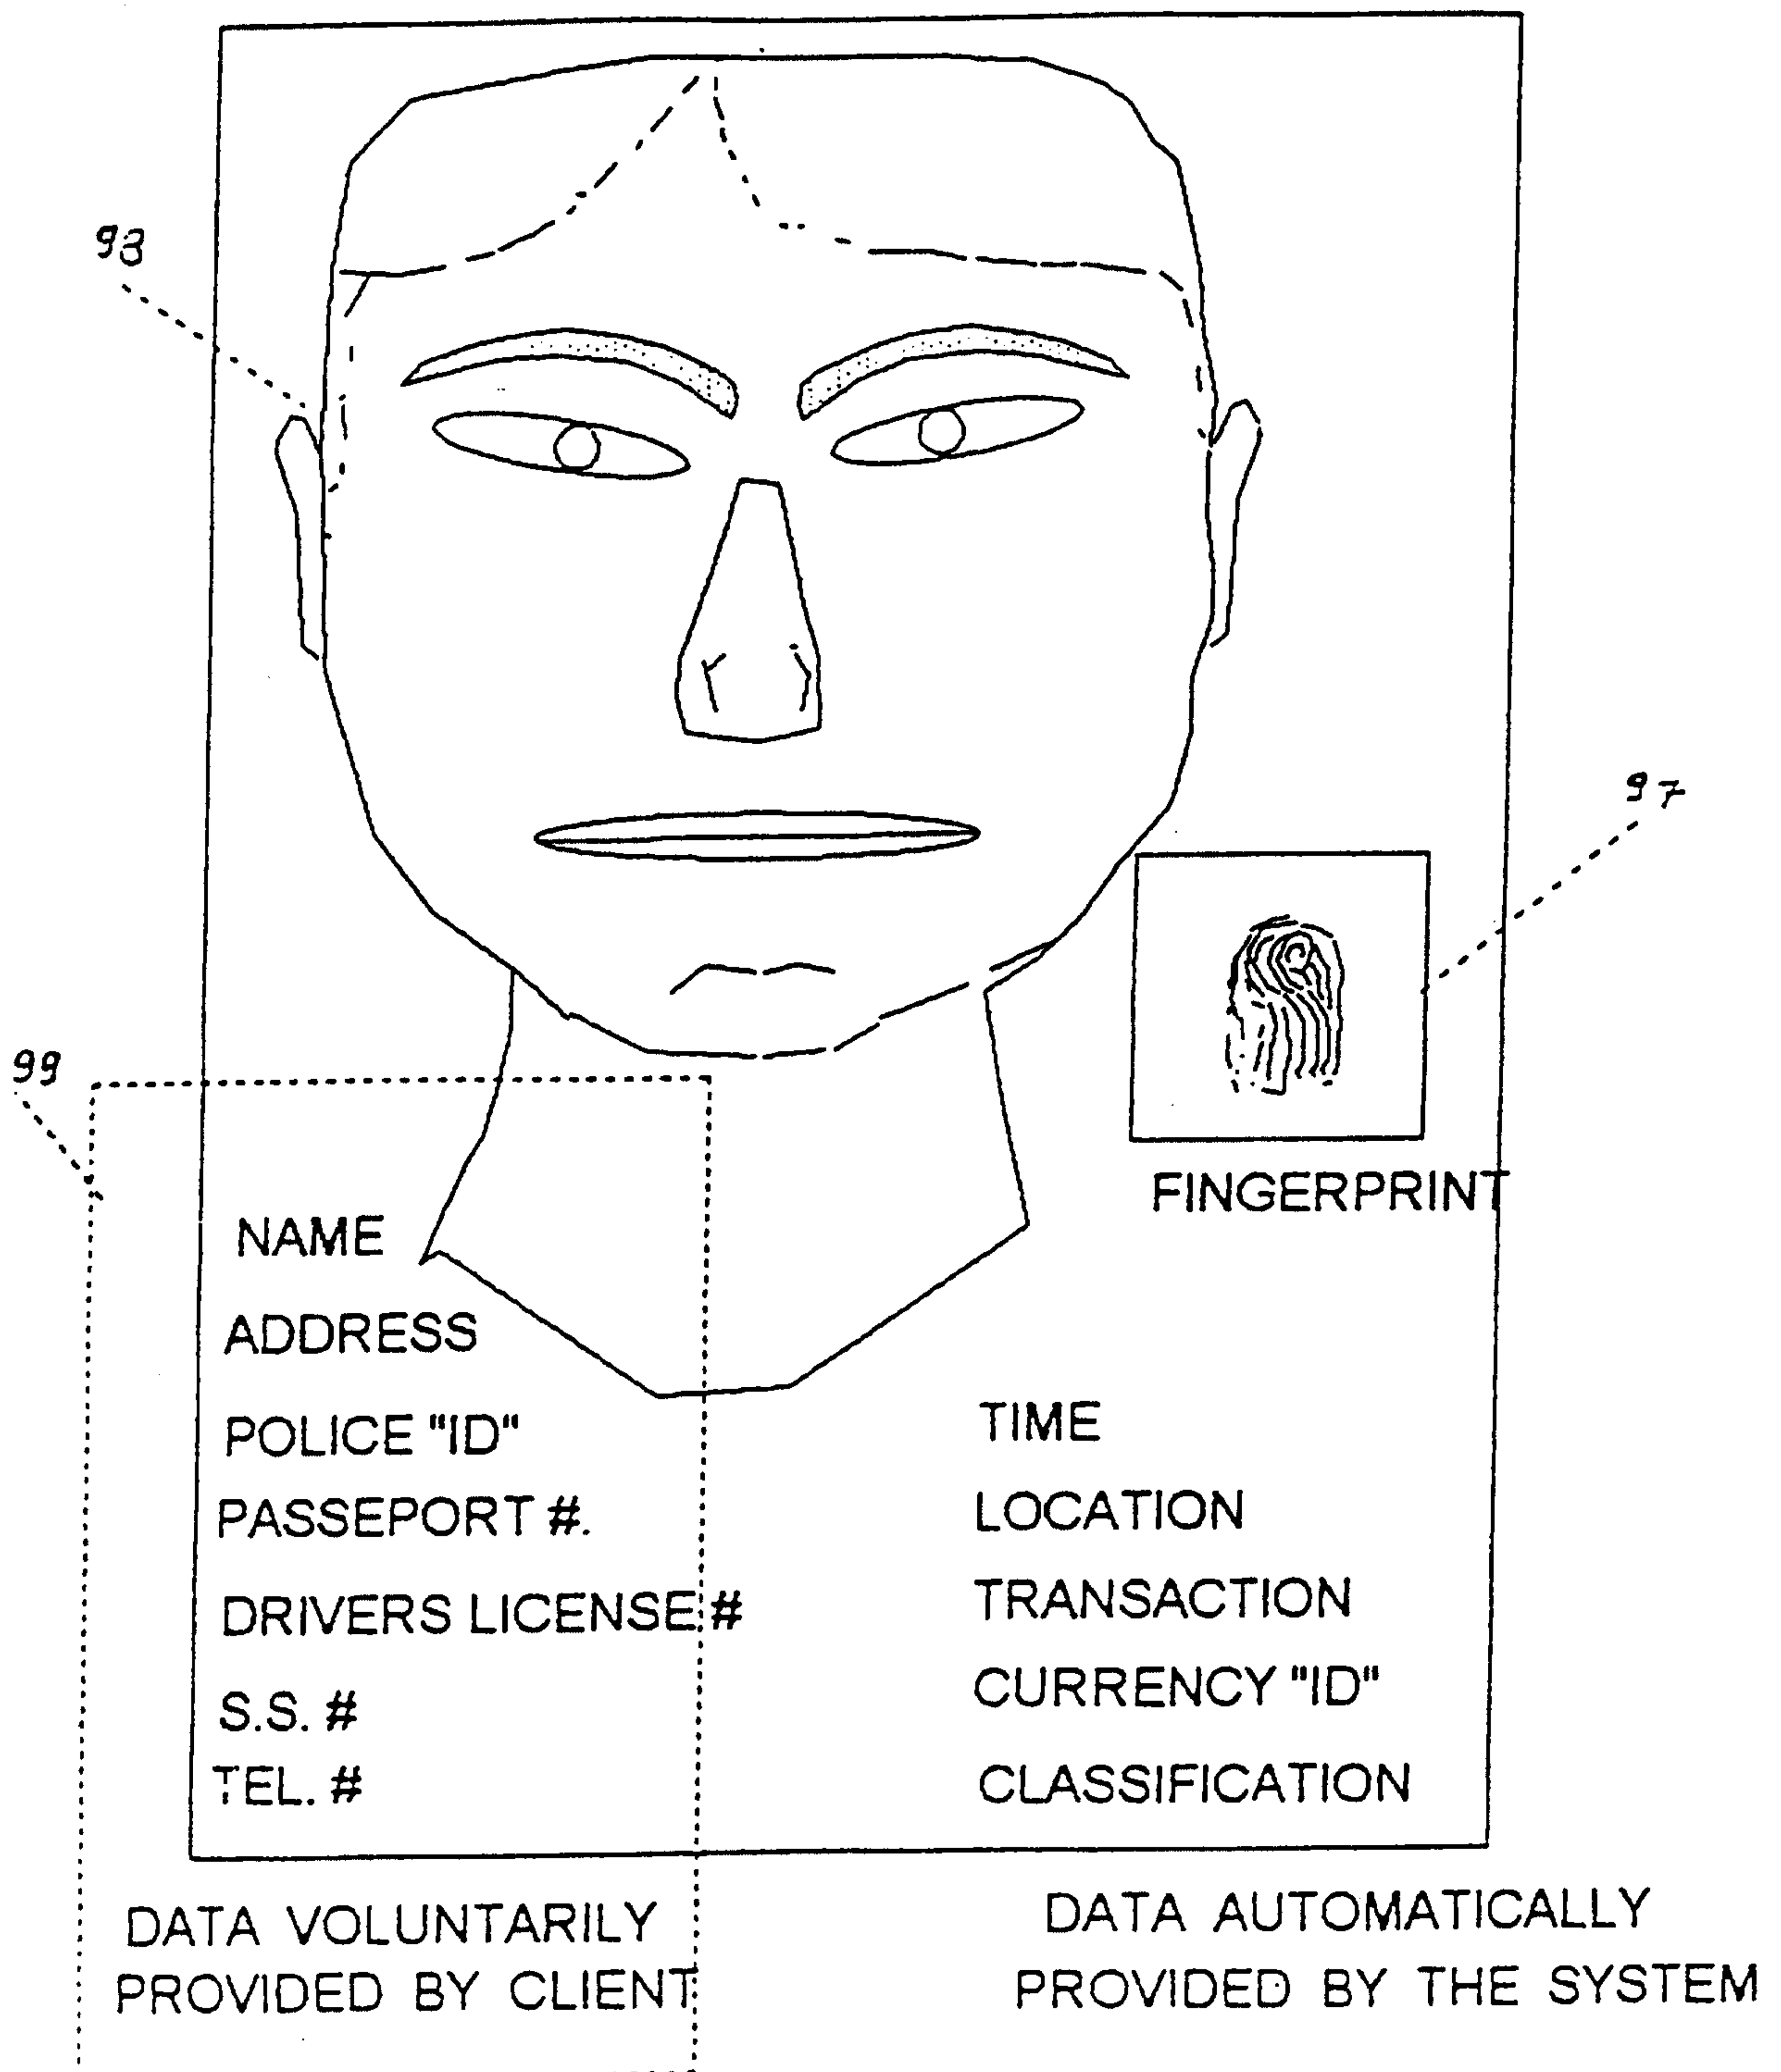 93
97
99
FINGERPRINT
NAME
ADDRESS
POLICE "ID"
PASSEPORT #.
DRIVERS LICENSE #
S.S. #
TEL. #
TIME
LOCATION
TRANSACTION
CURRENCY "ID"
CLASSIFICATION
DATA VOLUNTARILY
PROVIDED BY CLIENT
DATA AUTOMATICALLY
PROVIDED BY THE SYSTEM